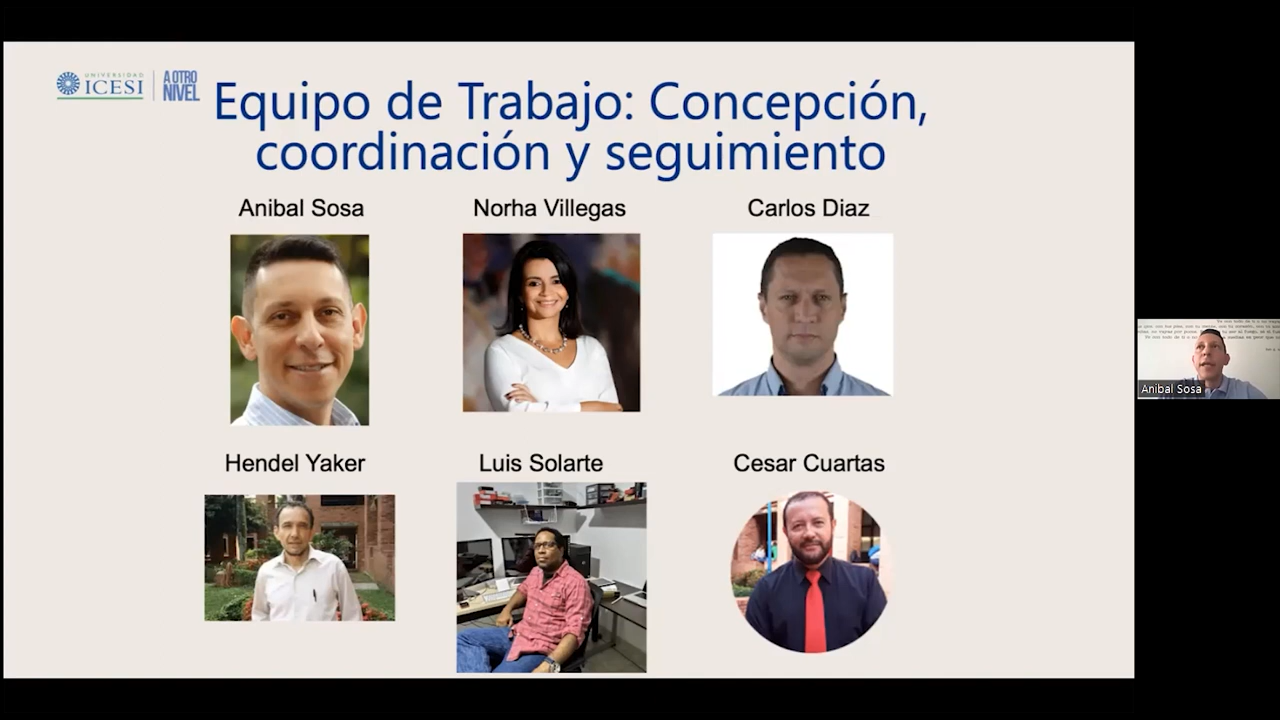 UNIVERSIDAD
ICESI
A OTRO
NIVEL
Equipo de Trabajo: Concepción,
coordinación y seguimiento
Anibal Sosa
Norha Villegas
Carlos Diaz
Hendel Yaker
Luis Solarte
Cesar Cuartas
Anibal Sosa